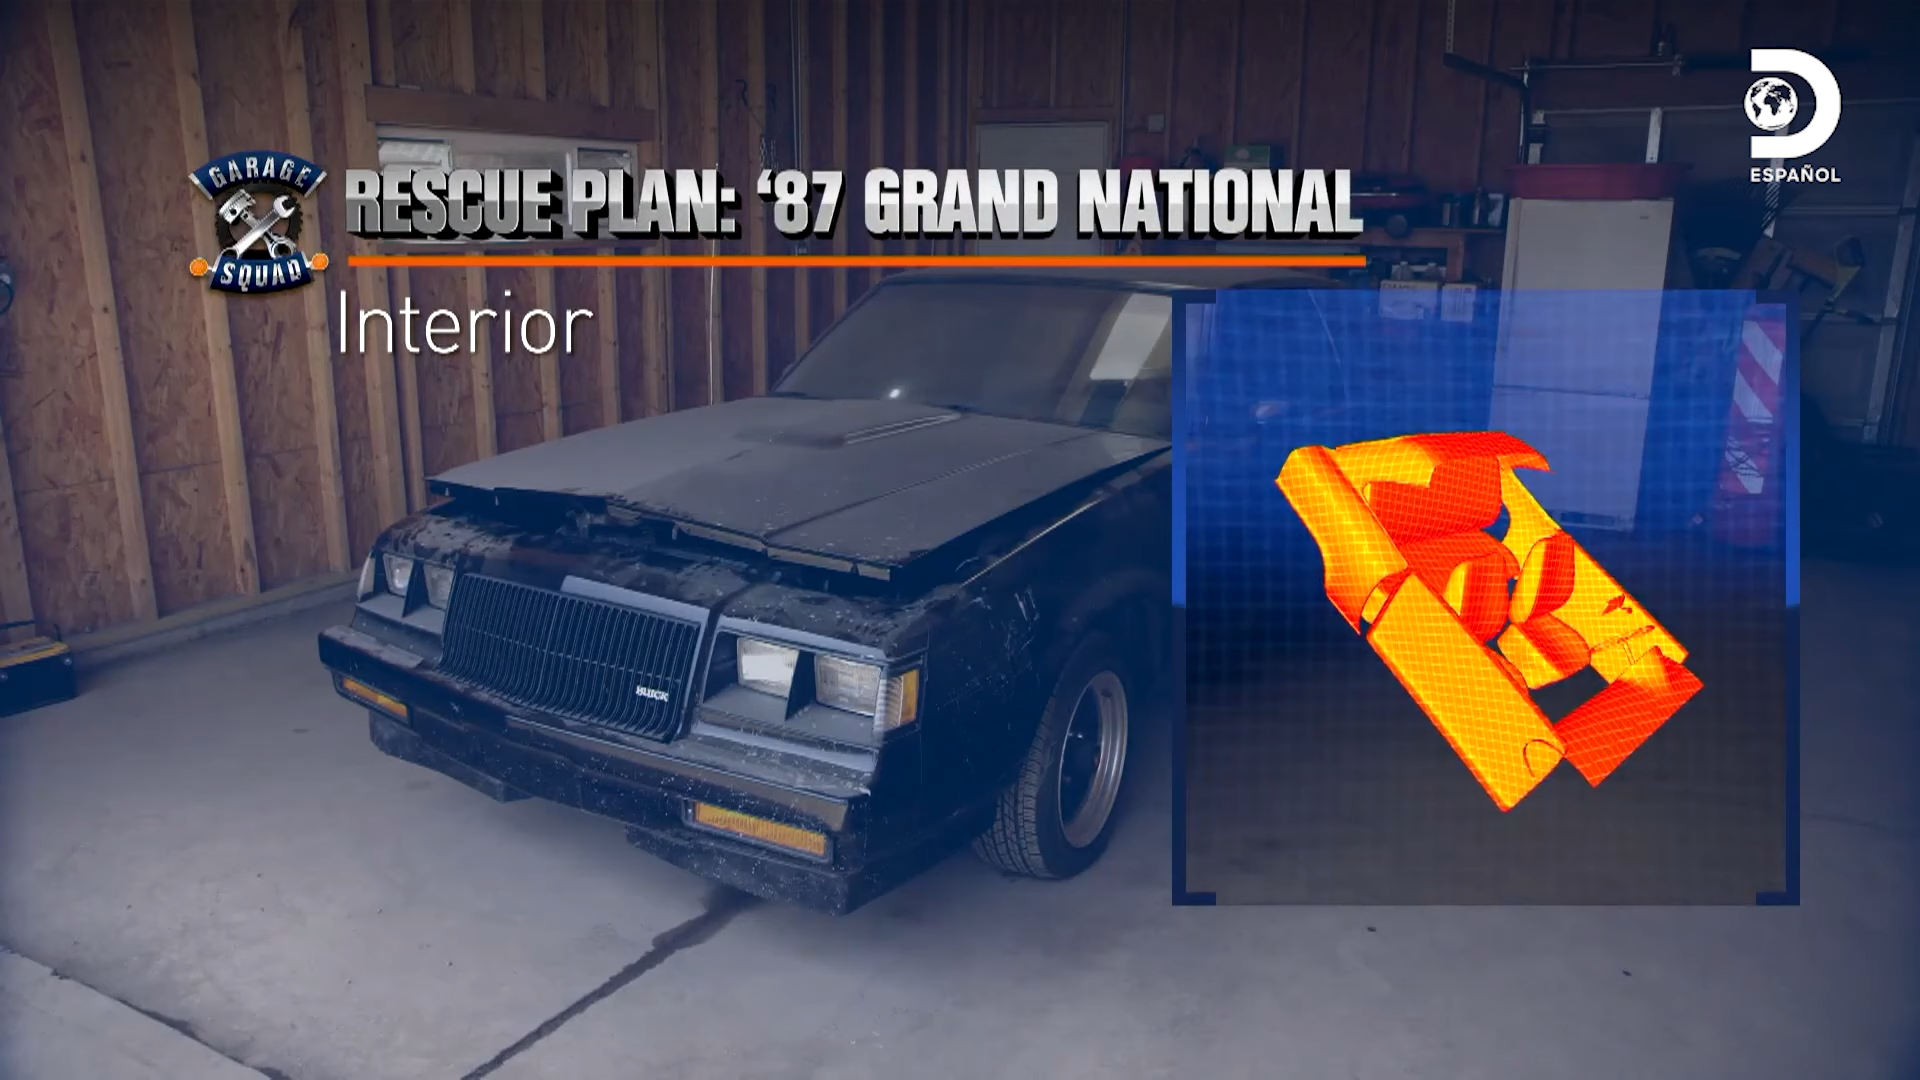 GARAGE
SQUAD
RESCUE PLAN: ‘87 GRAND NATIONAL
Interior
ESPAÑOL
BUICK